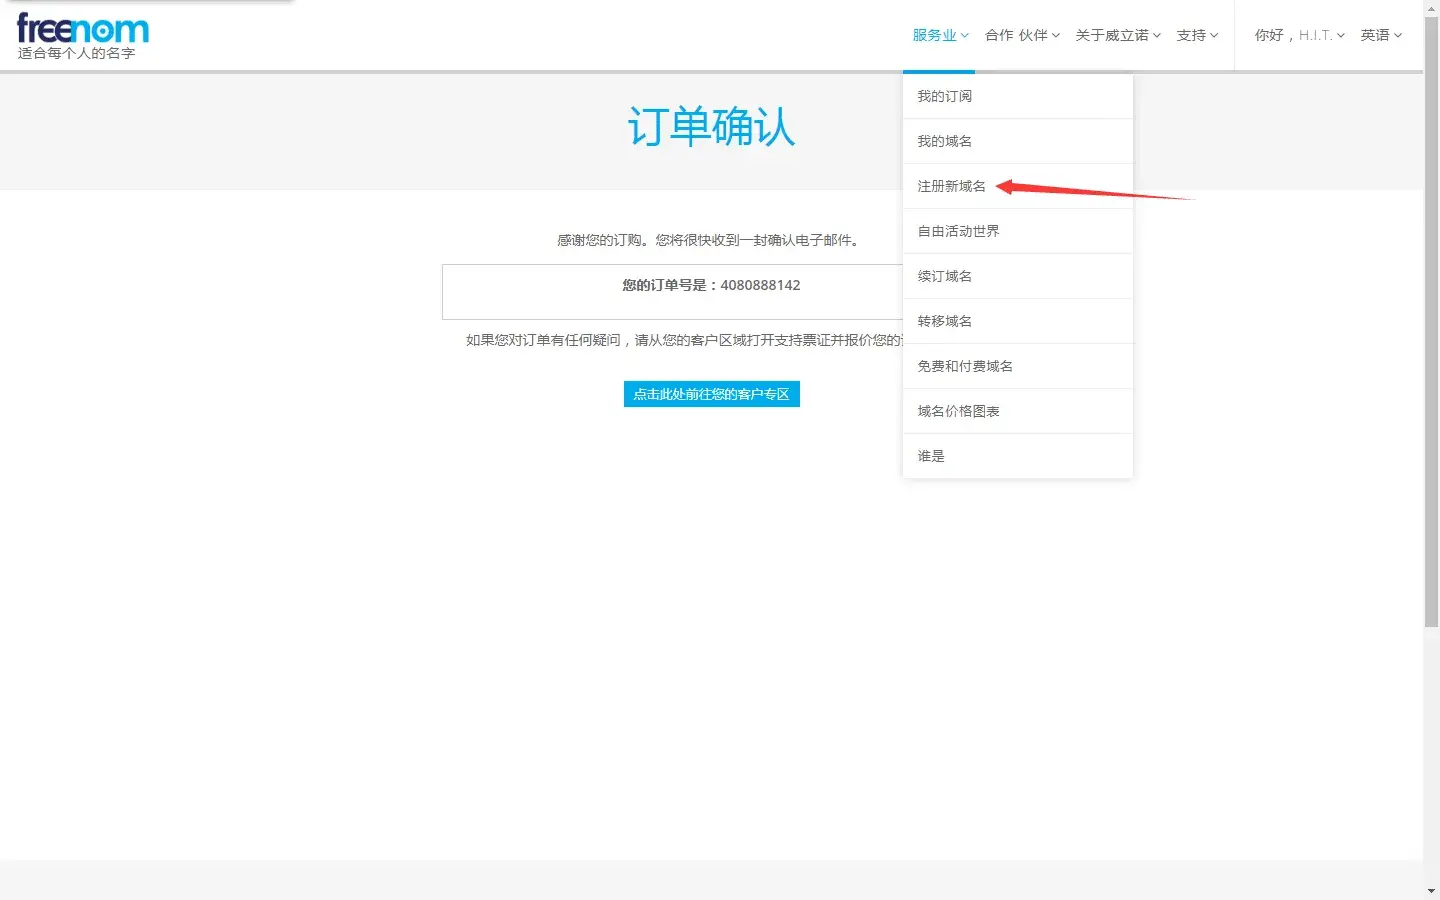 freenom
适合每个人的名字
服务业
合作 伙伴
关于威立诺
支持
你好，H.I.T.
英语
订单确认
我的订阅
我的域名
注册新域名
自由活动世界
续订域名
转移域名
免费和付费域名
域名价格图表
谁是
感谢您的订购。您将很快收到一封确认电子邮件。
您的订单号是：4080888142
如果您对订单有任何疑问，请从您的客户区域打开支持票证并报价您的
点击此处前往您的客户专区